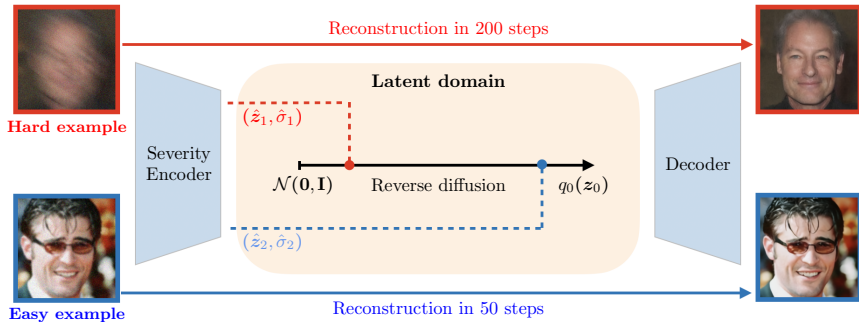 Reconstruction in 200 steps
Latent domain
Hard example
(ẑ₁, σ̂₁)
Severity
Encoder
Decoder
𝒩(0, I)
Reverse diffusion
q₀(z₀)
(ẑ₂, σ̂₂)
Reconstruction in 50 steps
Easy example